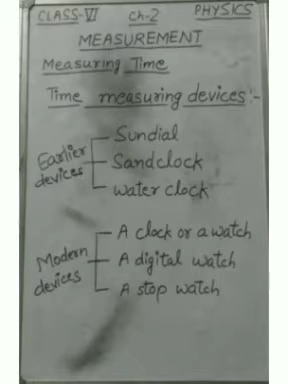 CLASS-VI Ch-2 PHYSICS
MEASUREMENT
Measuring Time
Time measuring devices:-
Earlier devices
Sundial
Sandclock
water clock
Modern devices
A clock or a watch
A digital watch
A stop watch